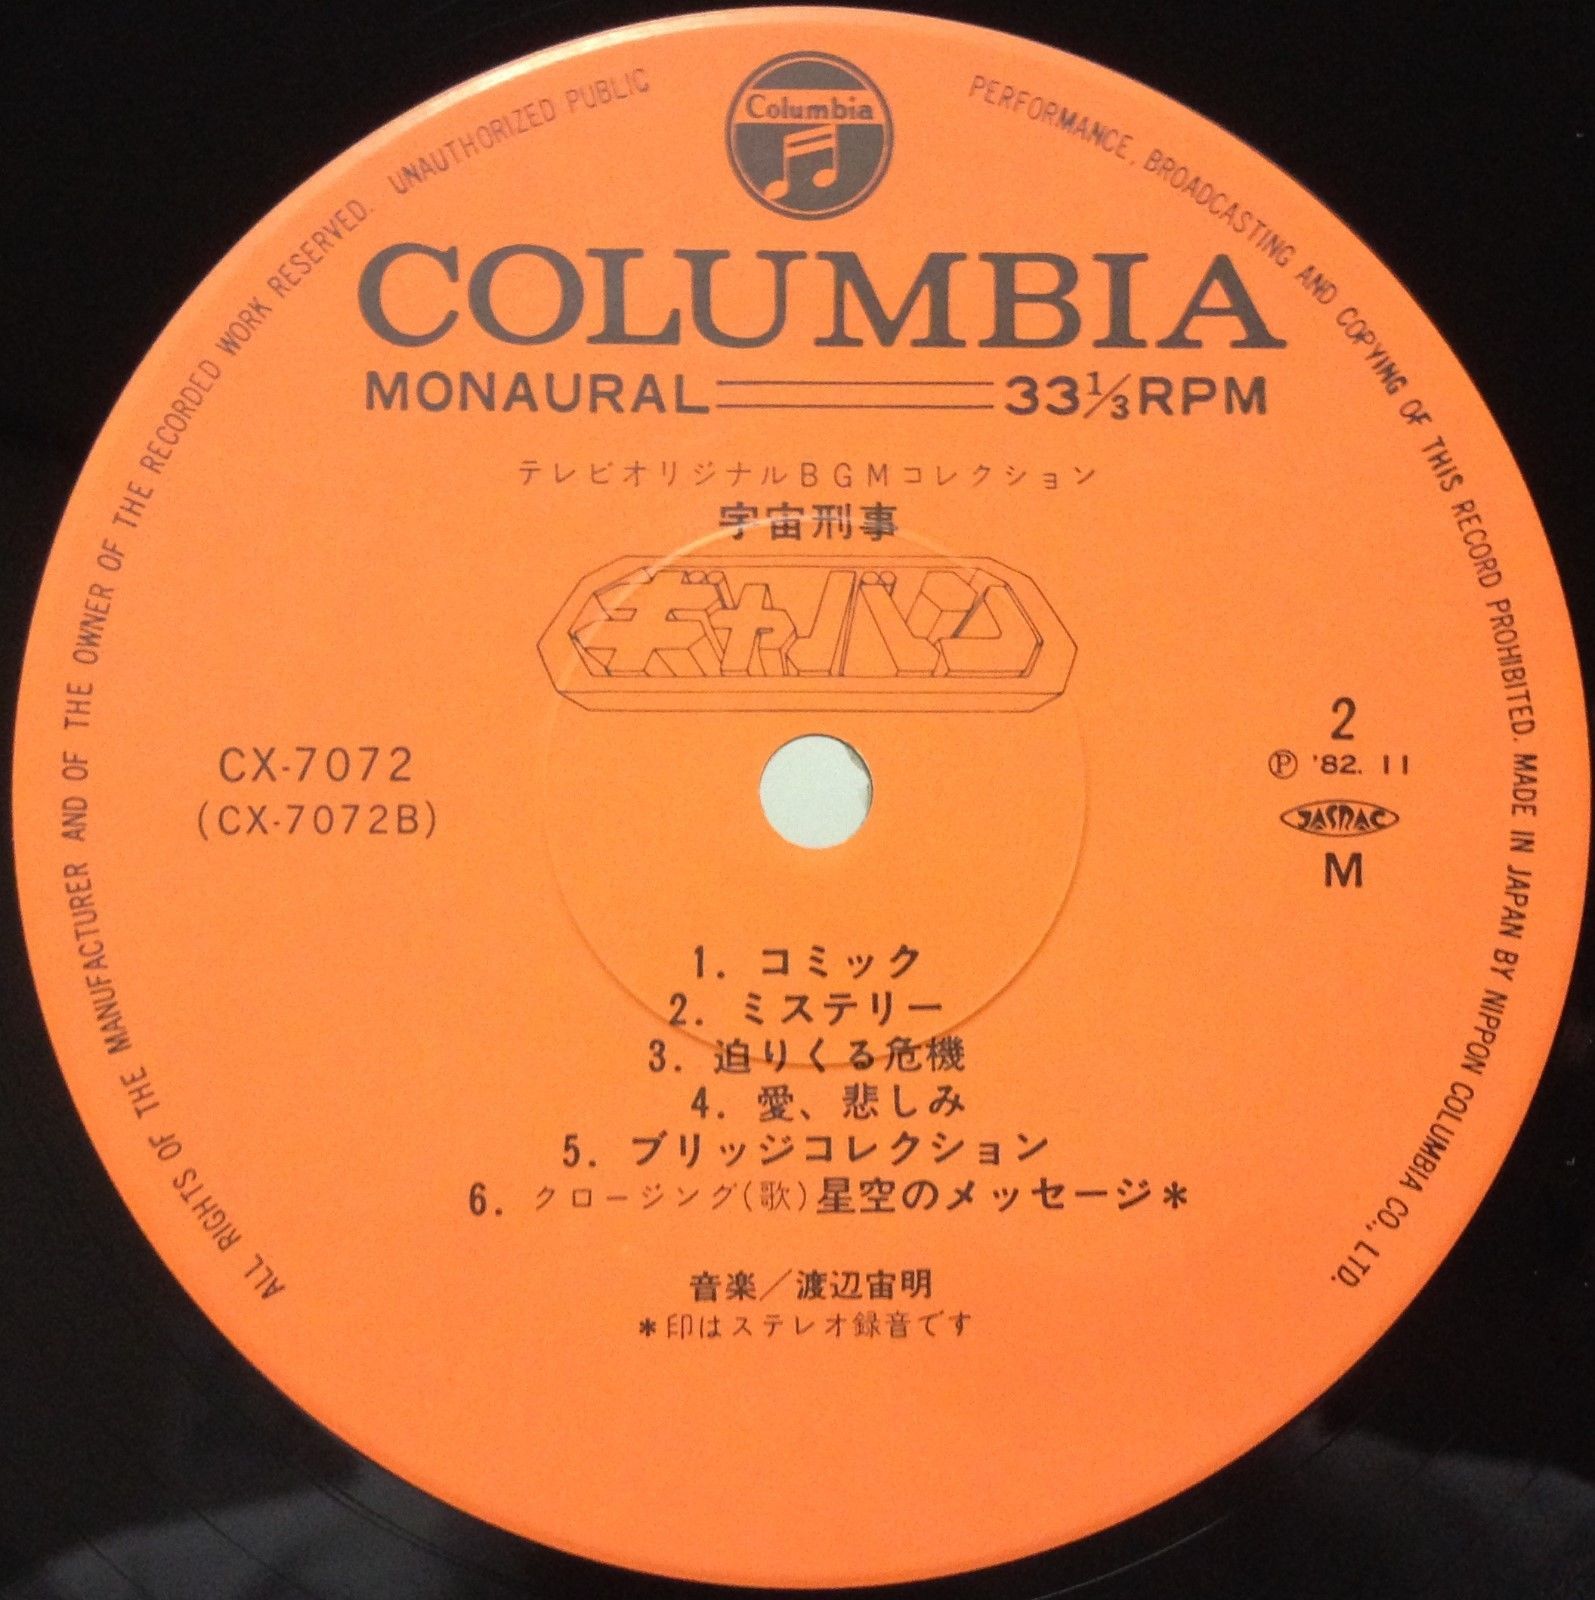 Columbia
COLUMBIA
MONAURAL 33⅓RPM
テレビオリジナルBGMコレクション
宇宙刑事
ギャバン
CX-7072
(CX-7072B)
2
Ⓟ '82. 11
JASRAC
M
1. コミック
2. ミステリー
3. 迫りくる危機
4. 愛、悲しみ
5. ブリッジコレクション
6. クロージング(歌)星空のメッセージ*
音楽/渡辺宙明
*印はステレオ録音です
ALL RIGHTS OF THE MANUFACTURER AND OF THE OWNER OF THE RECORDED WORK RESERVED. UNAUTHORIZED PUBLIC PERFORMANCE, BROADCASTING AND COPYING OF THIS RECORD PROHIBITED. MADE IN JAPAN BY NIPPON COLUMBIA CO., LTD.